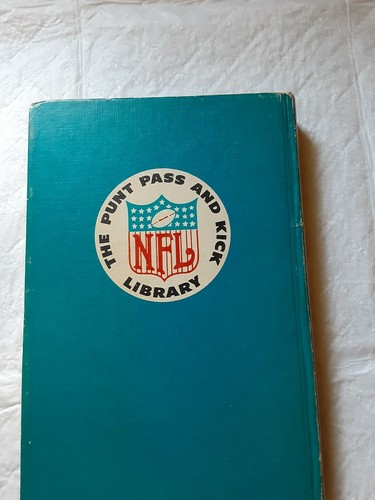 THE PUNT PASS AND KICK
NFL
LIBRARY